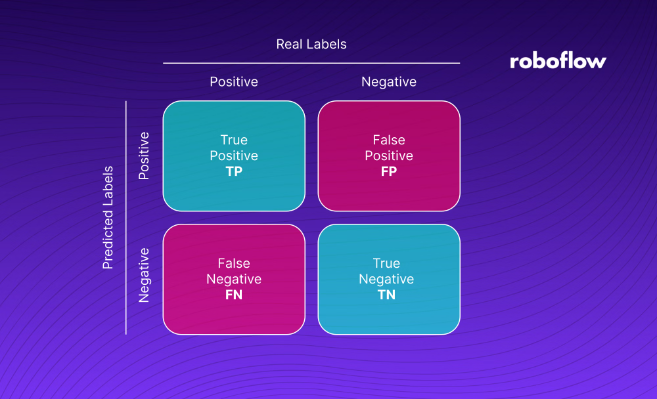 Real Labels
roboflow
Positive
Negative
Predicted Labels
Positive
True
Positive
TP
False
Positive
FP
Negative
False
Negative
FN
True
Negative
TN